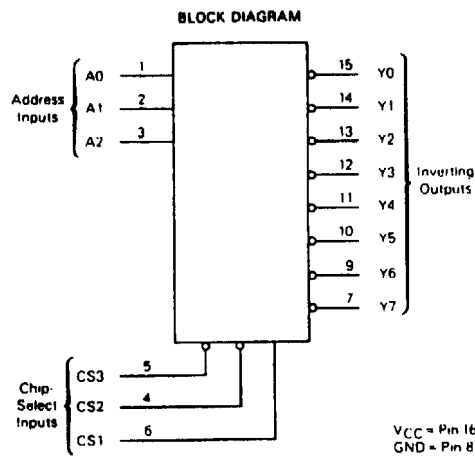 BLOCK DIAGRAM
Address Inputs
A0 1
A1 2
A2 3
15 Y0
14 Y1
13 Y2
12 Y3
11 Y4
10 Y5
9 Y6
7 Y7
Inverting Outputs
Chip-Select Inputs
CS3 5
CS2 4
CS1 6
VCC = Pin 16
GND = Pin 8